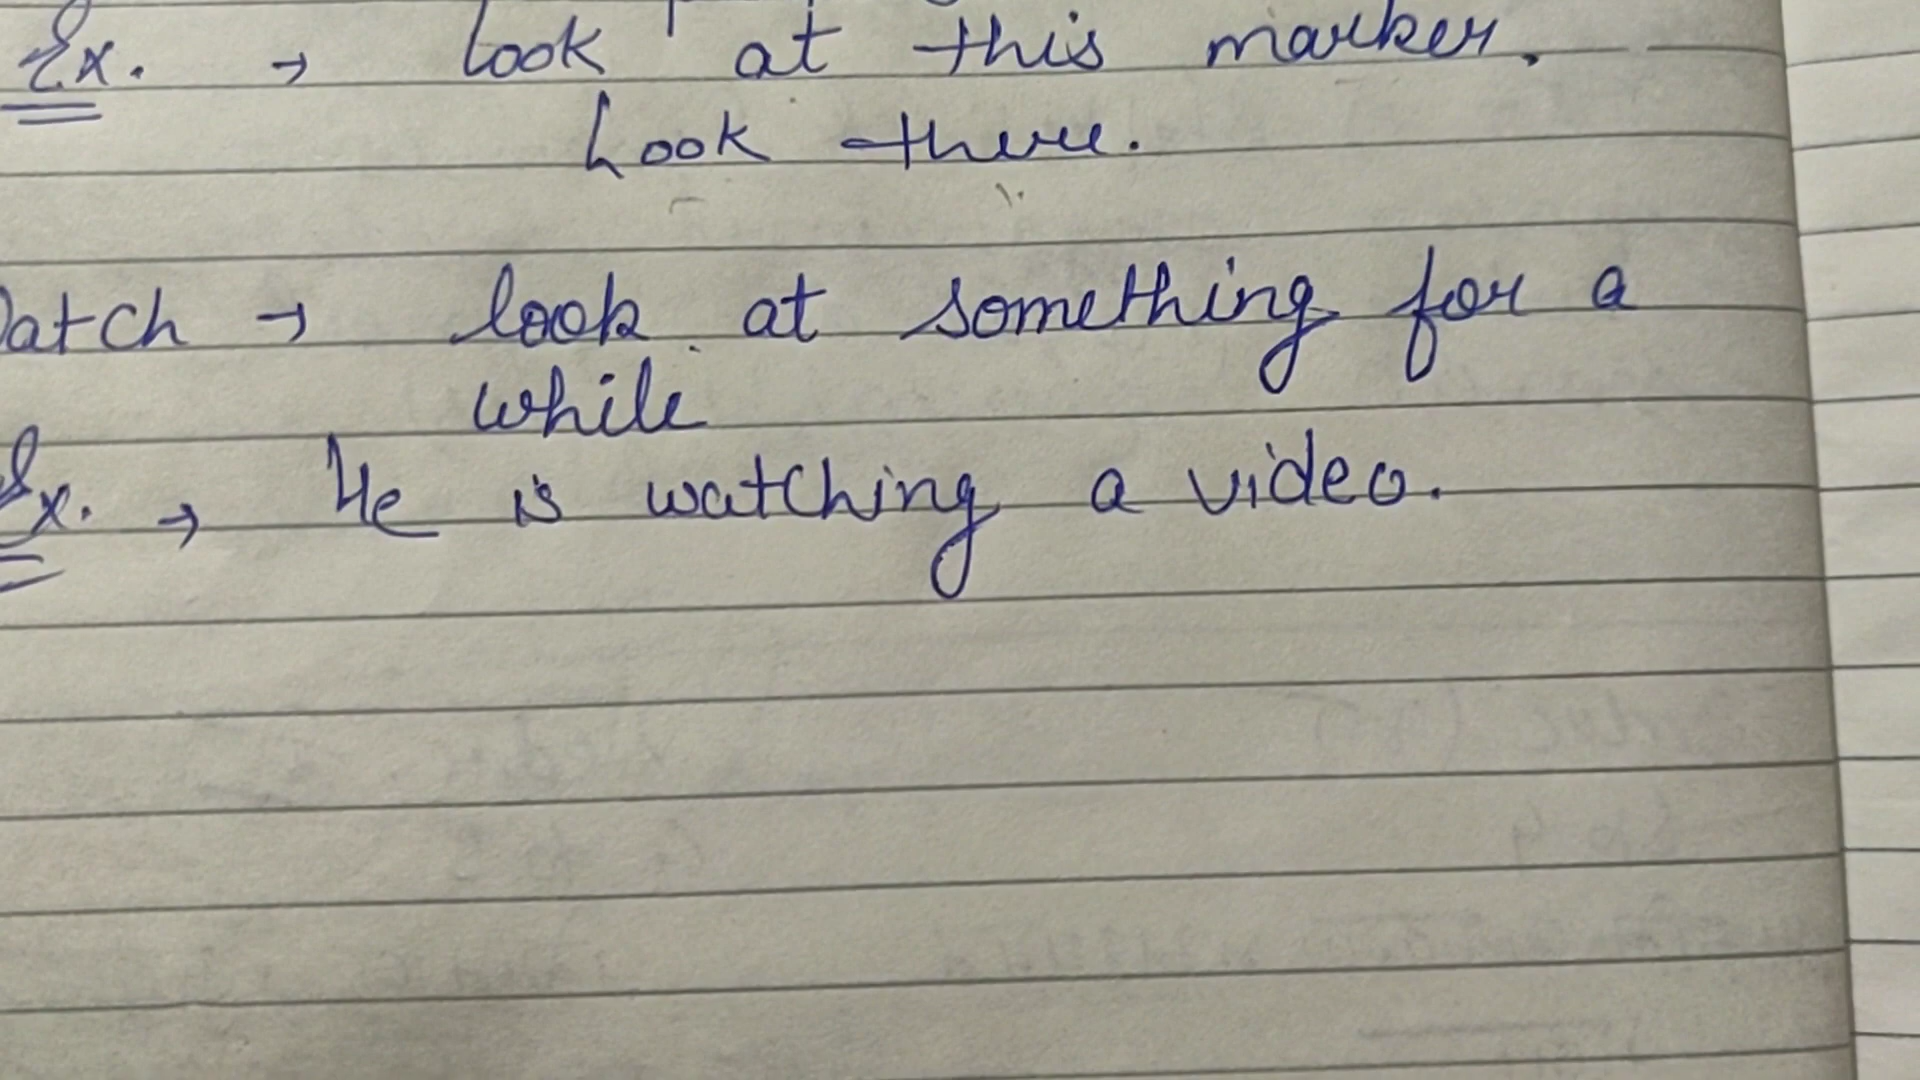 Ex. → Look at this marker.
Look there.
atch → look at something for a
while
Ex. → He is watching a video.